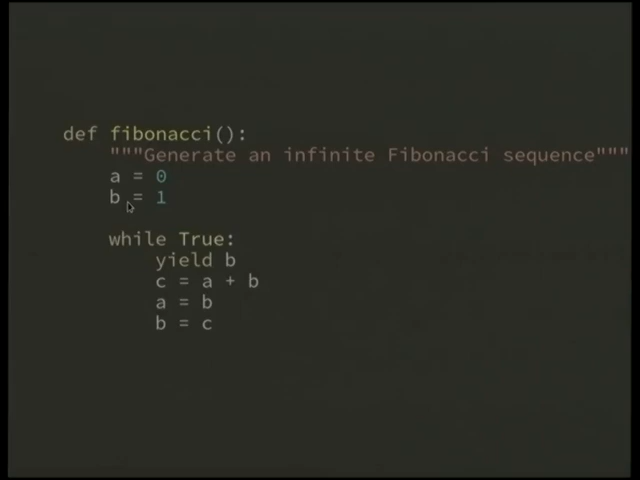 def fibonacci():
    """Generate an infinite Fibonacci sequence"""
    a = 0
    b = 1

    while True:
        yield b
        c = a + b
        a = b
        b = c